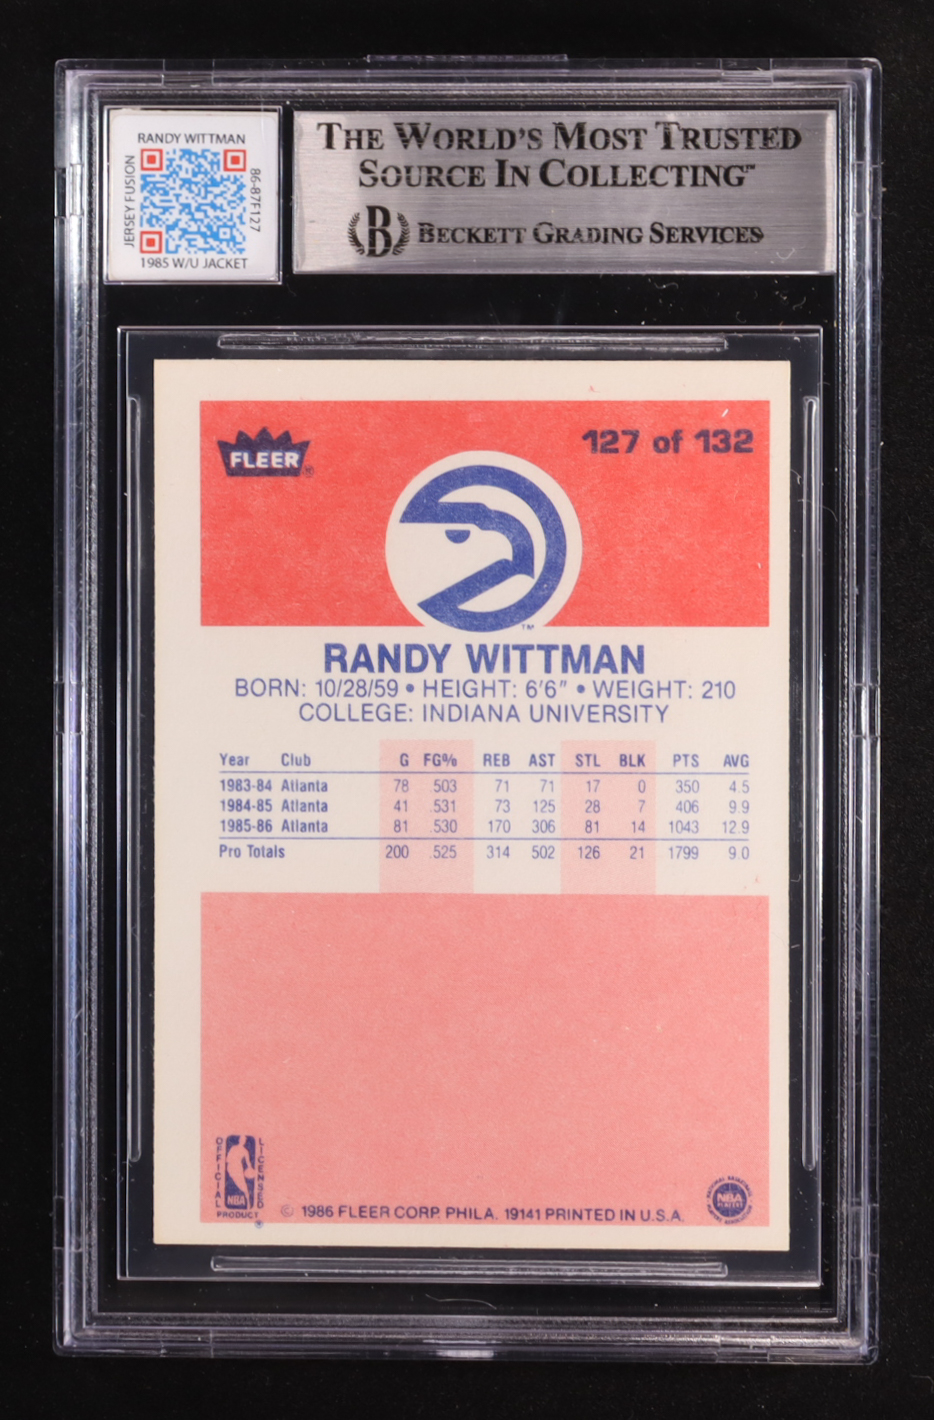 RANDY WITTMAN
JERSEY FUSION
86-87F127
1985 W/U JACKET
THE WORLD'S MOST TRUSTED
SOURCE IN COLLECTING™
B BECKETT GRADING SERVICES
FLEER®
127 of 132
TM
RANDY WITTMAN
BORN: 10/28/59 • HEIGHT: 6'6" • WEIGHT: 210
COLLEGE: INDIANA UNIVERSITY
Year Club G FG% REB AST STL BLK PTS AVG
1983-84 Atlanta 78 .503 71 71 17 0 350 4.5
1984-85 Atlanta 41 .531 73 125 28 7 406 9.9
1985-86 Atlanta 81 .530 170 306 81 14 1043 12.9
Pro Totals 200 .525 314 502 126 21 1799 9.0
OFFICIAL LICENSED
NBA
PRODUCT ®
© 1986 FLEER CORP. PHILA. 19141 PRINTED IN U.S.A.
NBA